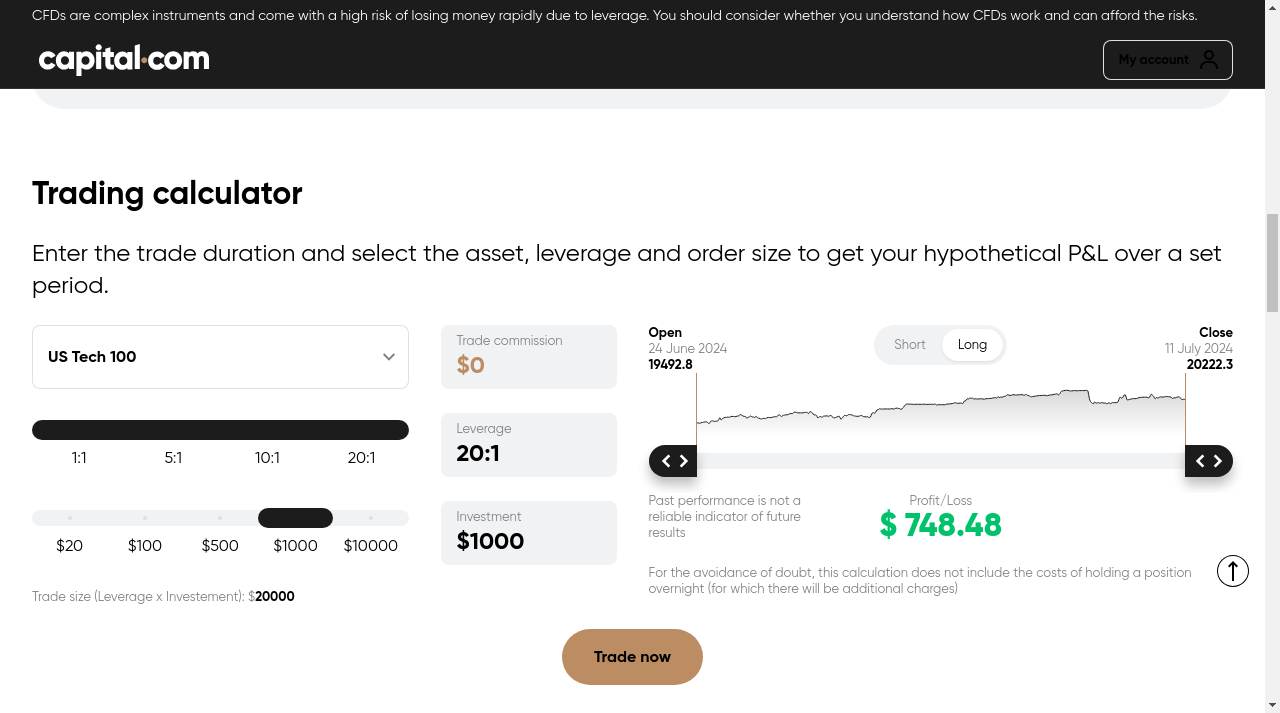 CFDs are complex instruments and come with a high risk of losing money rapidly due to leverage. You should consider whether you understand how CFDs work and can afford the risks.
capital.com
My account
Trading calculator
Enter the trade duration and select the asset, leverage and order size to get your hypothetical P&L over a set
period.
US Tech 100
1:1 5:1 10:1 20:1
$20 $100 $500 $1000 $10000
Trade size (Leverage x Investement): $20000
Trade commission
$0
Leverage
20:1
Investment
$1000
Open
24 June 2024
19492.8
Short Long
Close
11 July 2024
20222.3
Past performance is not a
reliable indicator of future
results
Profit/Loss
$ 748.48
For the avoidance of doubt, this calculation does not include the costs of holding a position
overnight (for which there will be additional charges)
Trade now